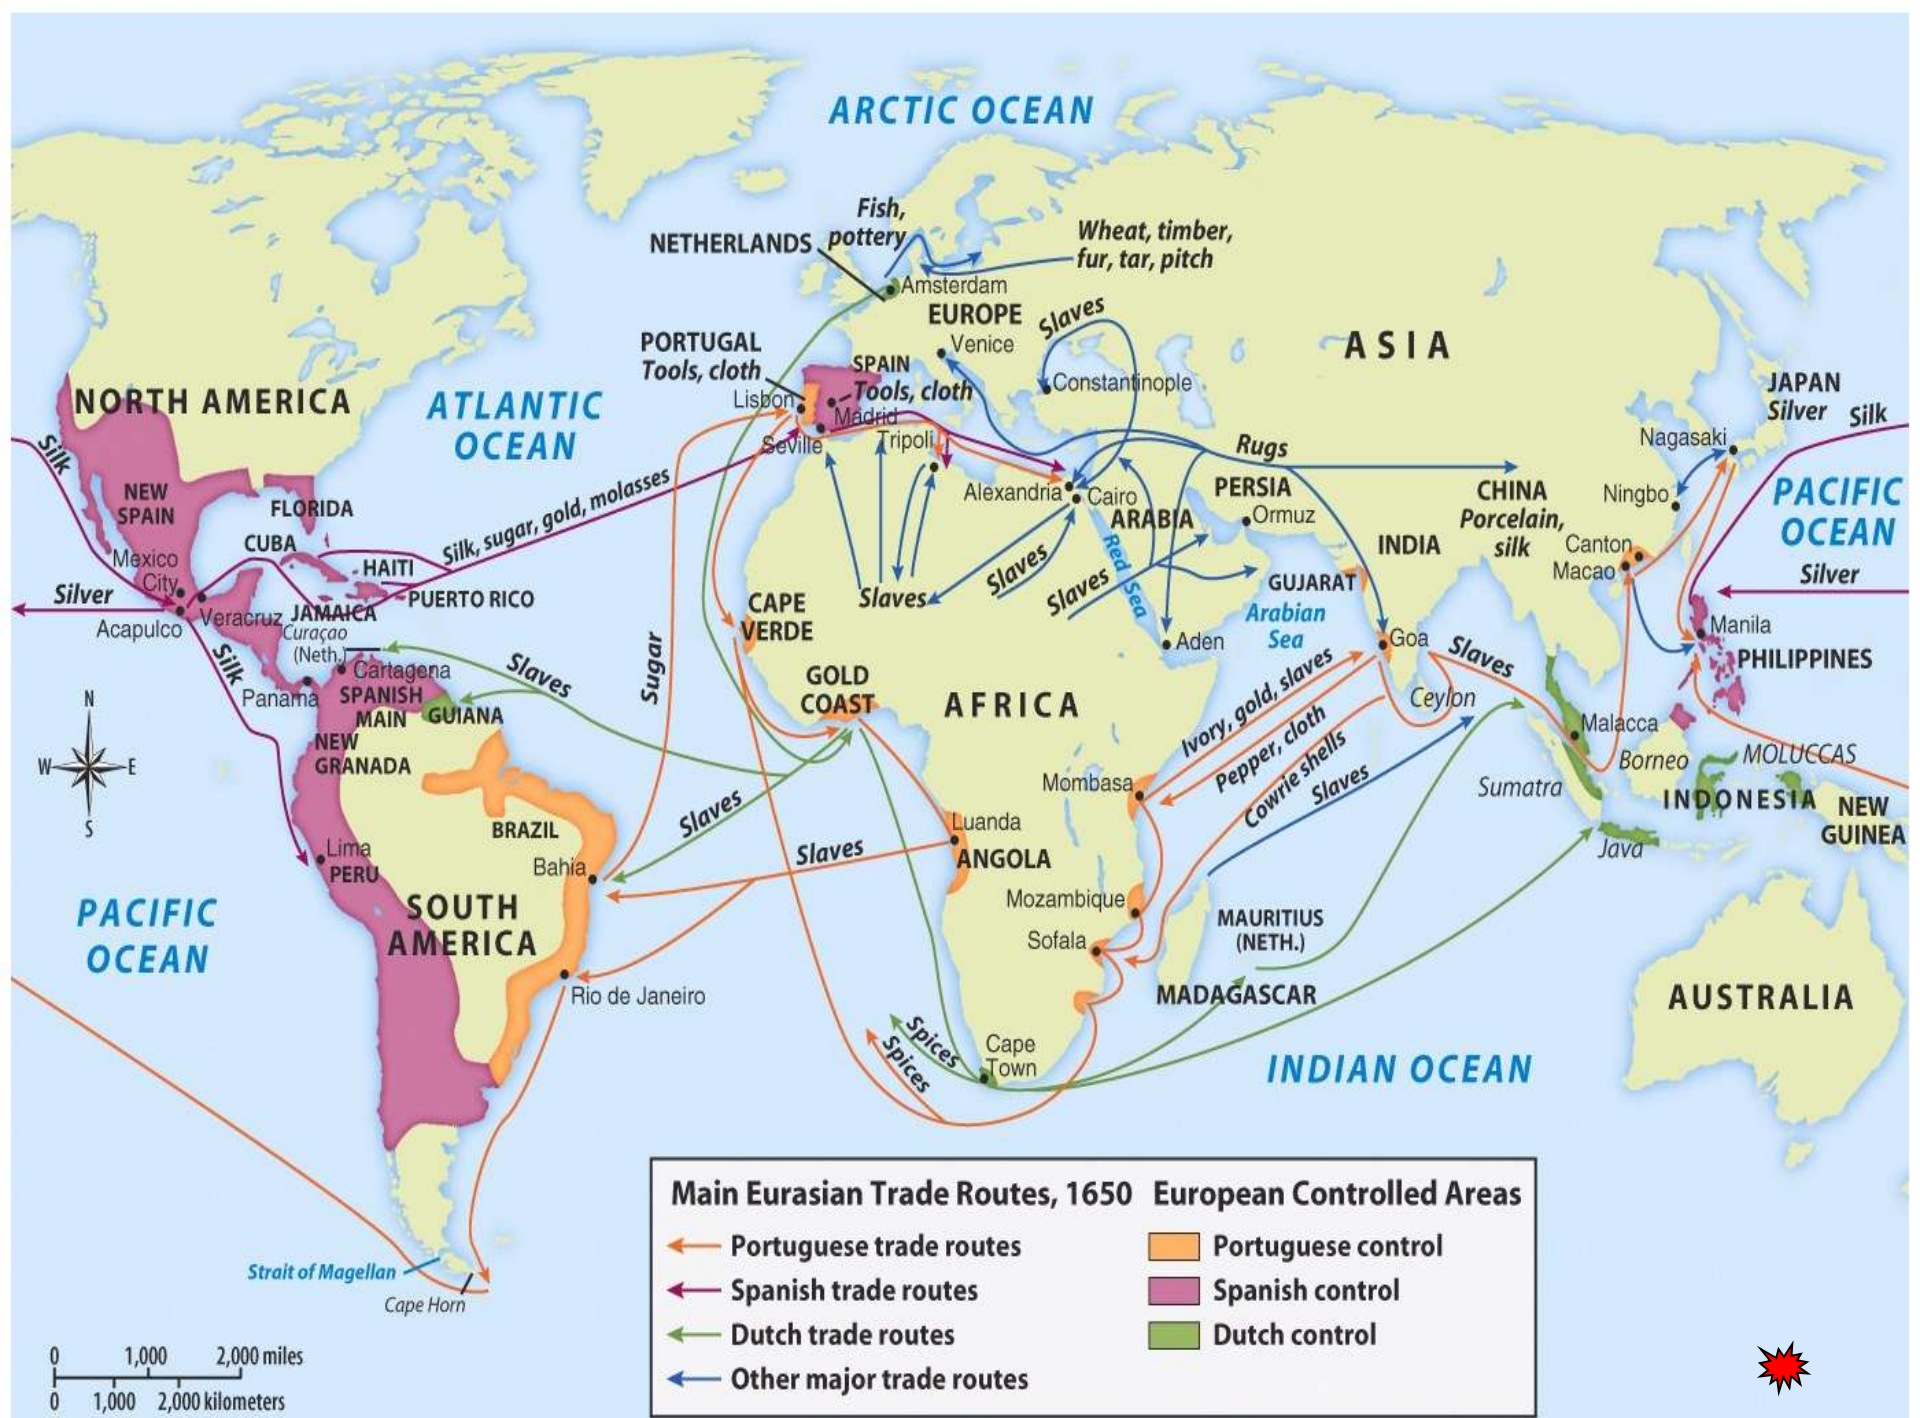 ARCTIC OCEAN
Fish,
pottery
NETHERLANDS
Wheat, timber,
fur, tar, pitch
Amsterdam
EUROPE
Slaves
Venice
ASIA
PORTUGAL
Tools, cloth
SPAIN
Tools, cloth
Constantinople
Lisbon
Madrid
Seville
Tripoli
JAPAN
Silver
Silk
Nagasaki
NORTH AMERICA
ATLANTIC
OCEAN
Silk
Rugs
Alexandria
Cairo
PERSIA
Ormuz
ARABIA
CHINA
Porcelain,
silk
Ningbo
PACIFIC
OCEAN
NEW
SPAIN
FLORIDA
Silk, sugar, gold, molasses
CUBA
HAITI
PUERTO RICO
JAMAICA
Mexico
City
Veracruz
Acapulco
Silver
Curaçao
(Neth.)
Cartagena
Panama
Silk
SPANISH
MAIN
GUIANA
NEW
GRANADA
Slaves
Sugar
CAPE
VERDE
GOLD
COAST
Slaves
Slaves
Slaves
Red Sea
Aden
INDIA
GUJARAT
Arabian
Sea
Goa
Ceylon
Slaves
Canton
Macao
Silver
Manila
PHILIPPINES
Malacca
Borneo
MOLUCCAS
Sumatra
INDONESIA
NEW
GUINEA
Java
AFRICA
Ivory, gold, slaves
Pepper, cloth
Cowrie shells
Slaves
Mombasa
Luanda
ANGOLA
Mozambique
Sofala
MAURITIUS
(NETH.)
MADAGASCAR
N
W
E
S
BRAZIL
Bahia
Slaves
Slaves
Lima
PERU
SOUTH
AMERICA
PACIFIC
OCEAN
Rio de Janeiro
Spices
Spices
Cape
Town
INDIAN OCEAN
AUSTRALIA
Strait of Magellan
Cape Horn
0 1,000 2,000 miles
0 1,000 2,000 kilometers
Main Eurasian Trade Routes, 1650
Portuguese trade routes
Spanish trade routes
Dutch trade routes
Other major trade routes
European Controlled Areas
Portuguese control
Spanish control
Dutch control